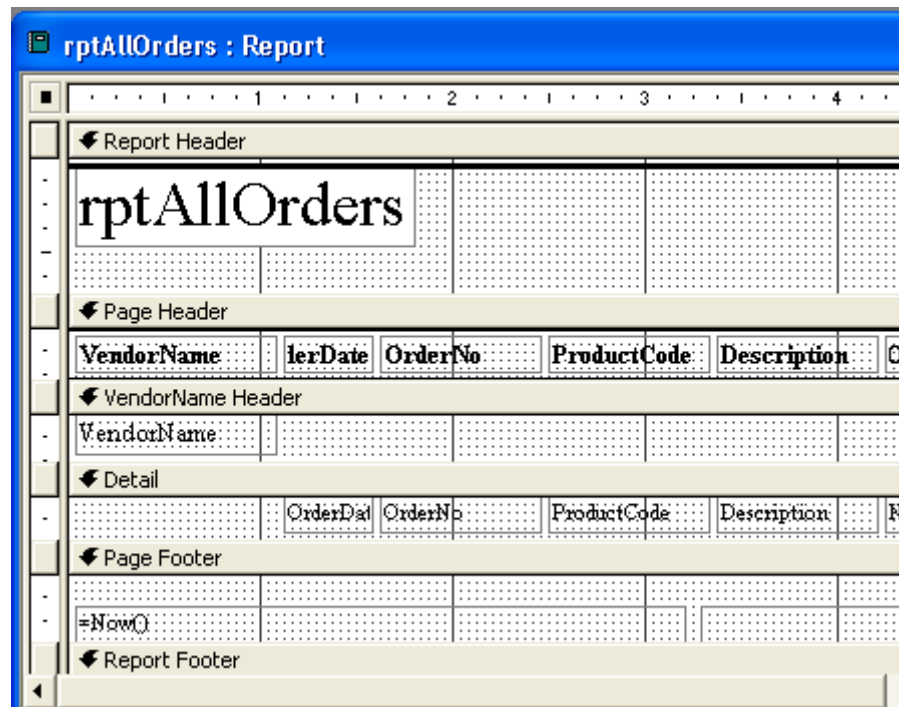 rptAllOrders : Report
1 2 3 4
Report Header
rptAllOrders
Page Header
VendorName lerDate OrderNo ProductCode Description
VendorName Header
VendorName
Detail
OrderDat OrderNo ProductCode Description N
Page Footer
=Now()
Report Footer